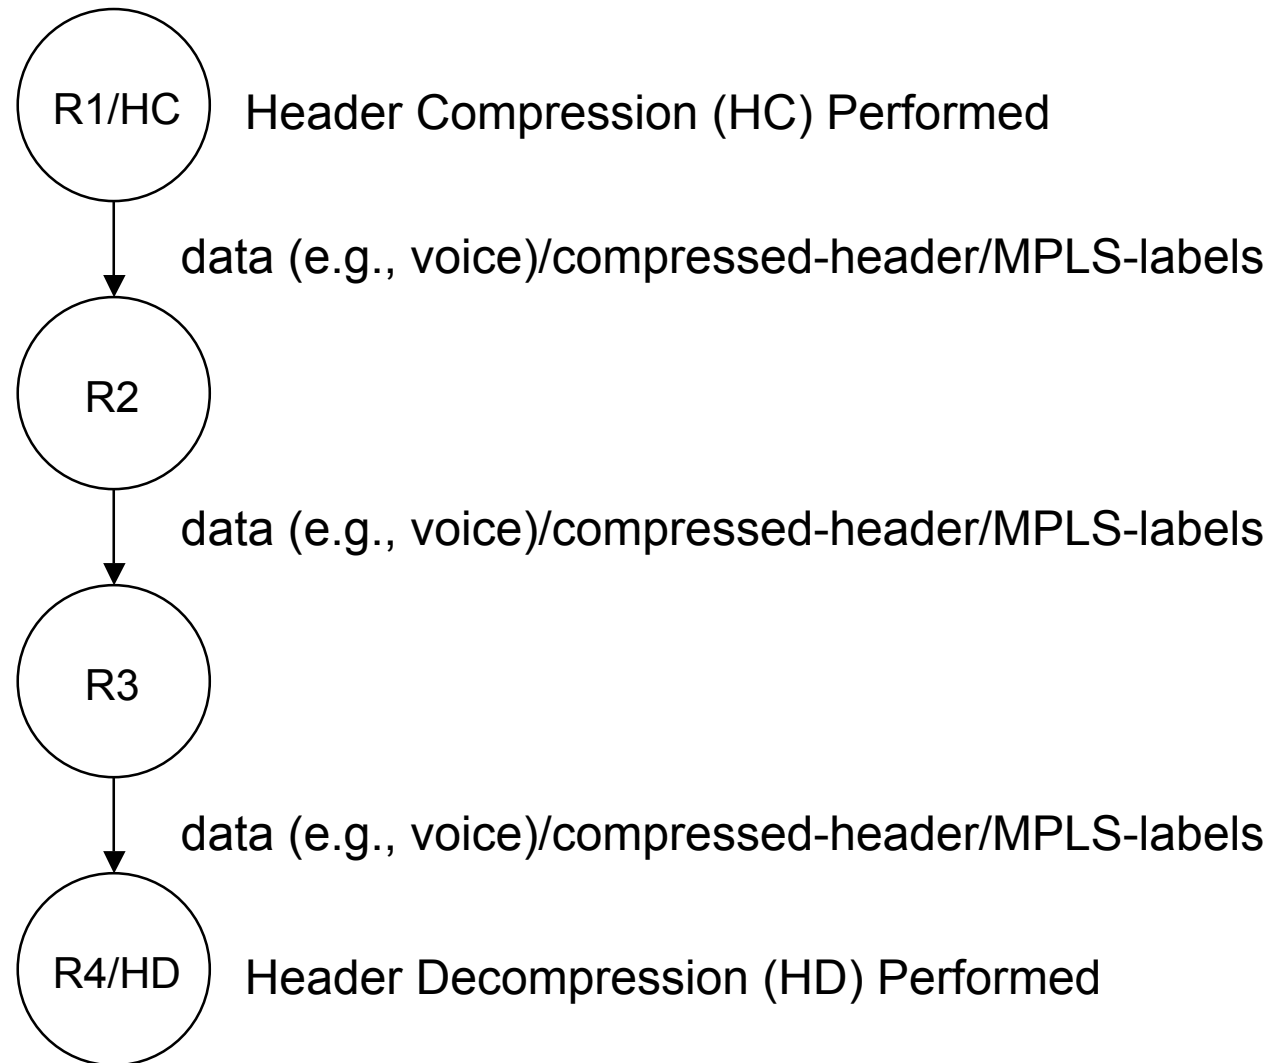 R1/HC Header Compression (HC) Performed
data (e.g., voice)/compressed-header/MPLS-labels
R2
data (e.g., voice)/compressed-header/MPLS-labels
R3
data (e.g., voice)/compressed-header/MPLS-labels
R4/HD Header Decompression (HD) Performed